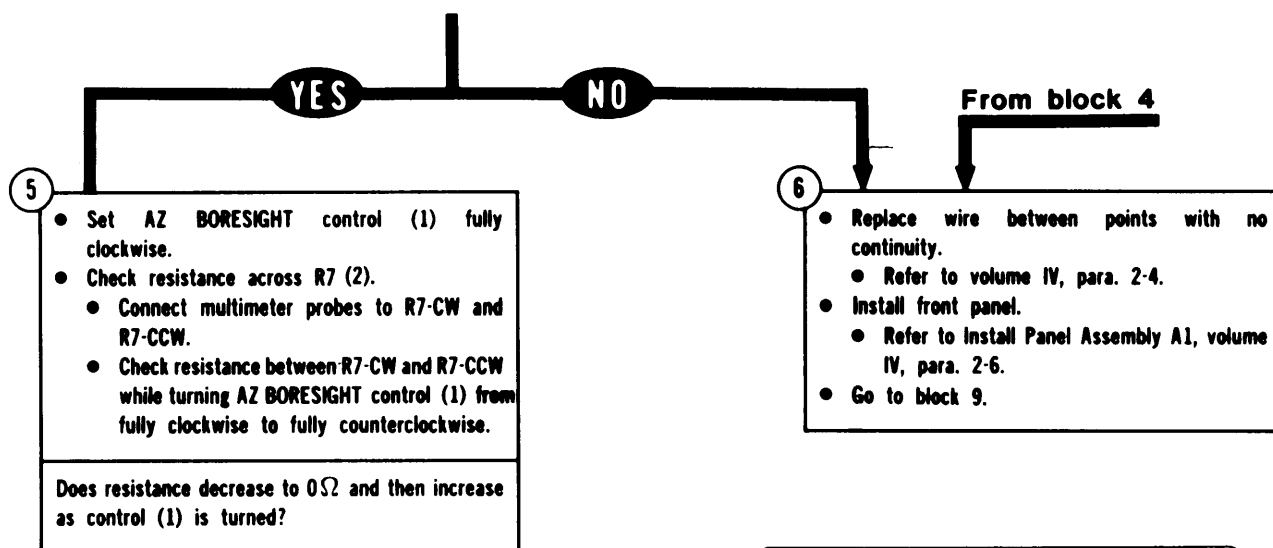 YES
NO
From block 4
5
● Set AZ BORESIGHT control (1) fully
clockwise.
● Check resistance across R7 (2).
● Connect multimeter probes to R7-CW and
R7-CCW.
● Check resistance between R7-CW and R7-CCW
while turning AZ BORESIGHT control (1) from
fully clockwise to fully counterclockwise.
Does resistance decrease to 0Ω and then increase
as control (1) is turned?
6
● Replace wire between points with no
continuity.
● Refer to volume IV, para. 2-4.
● Install front panel.
● Refer to Install Panel Assembly A1, volume
IV, para. 2-6.
● Go to block 9.